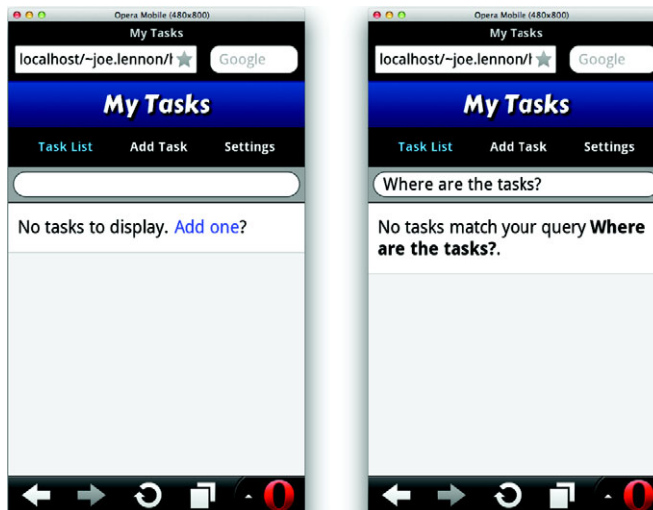 Opera Mobile (480x800)
My Tasks
localhost/~joe.lennon/h
Google
My Tasks
Task List Add Task Settings
No tasks to display. Add one?
Opera Mobile (480x800)
My Tasks
localhost/~joe.lennon/h
Google
My Tasks
Task List Add Task Settings
Where are the tasks?
No tasks match your query Where
are the tasks?.